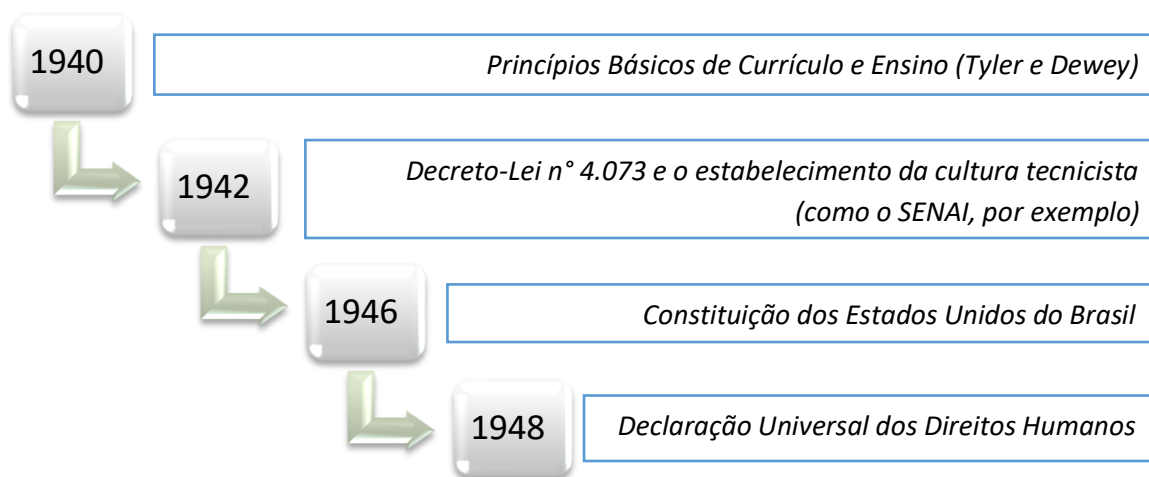 1940
Princípios Básicos de Currículo e Ensino (Tyler e Dewey)
1942
Decreto-Lei n° 4.073 e o estabelecimento da cultura tecnicista
(como o SENAI, por exemplo)
1946
Constituição dos Estados Unidos do Brasil
1948
Declaração Universal dos Direitos Humanos